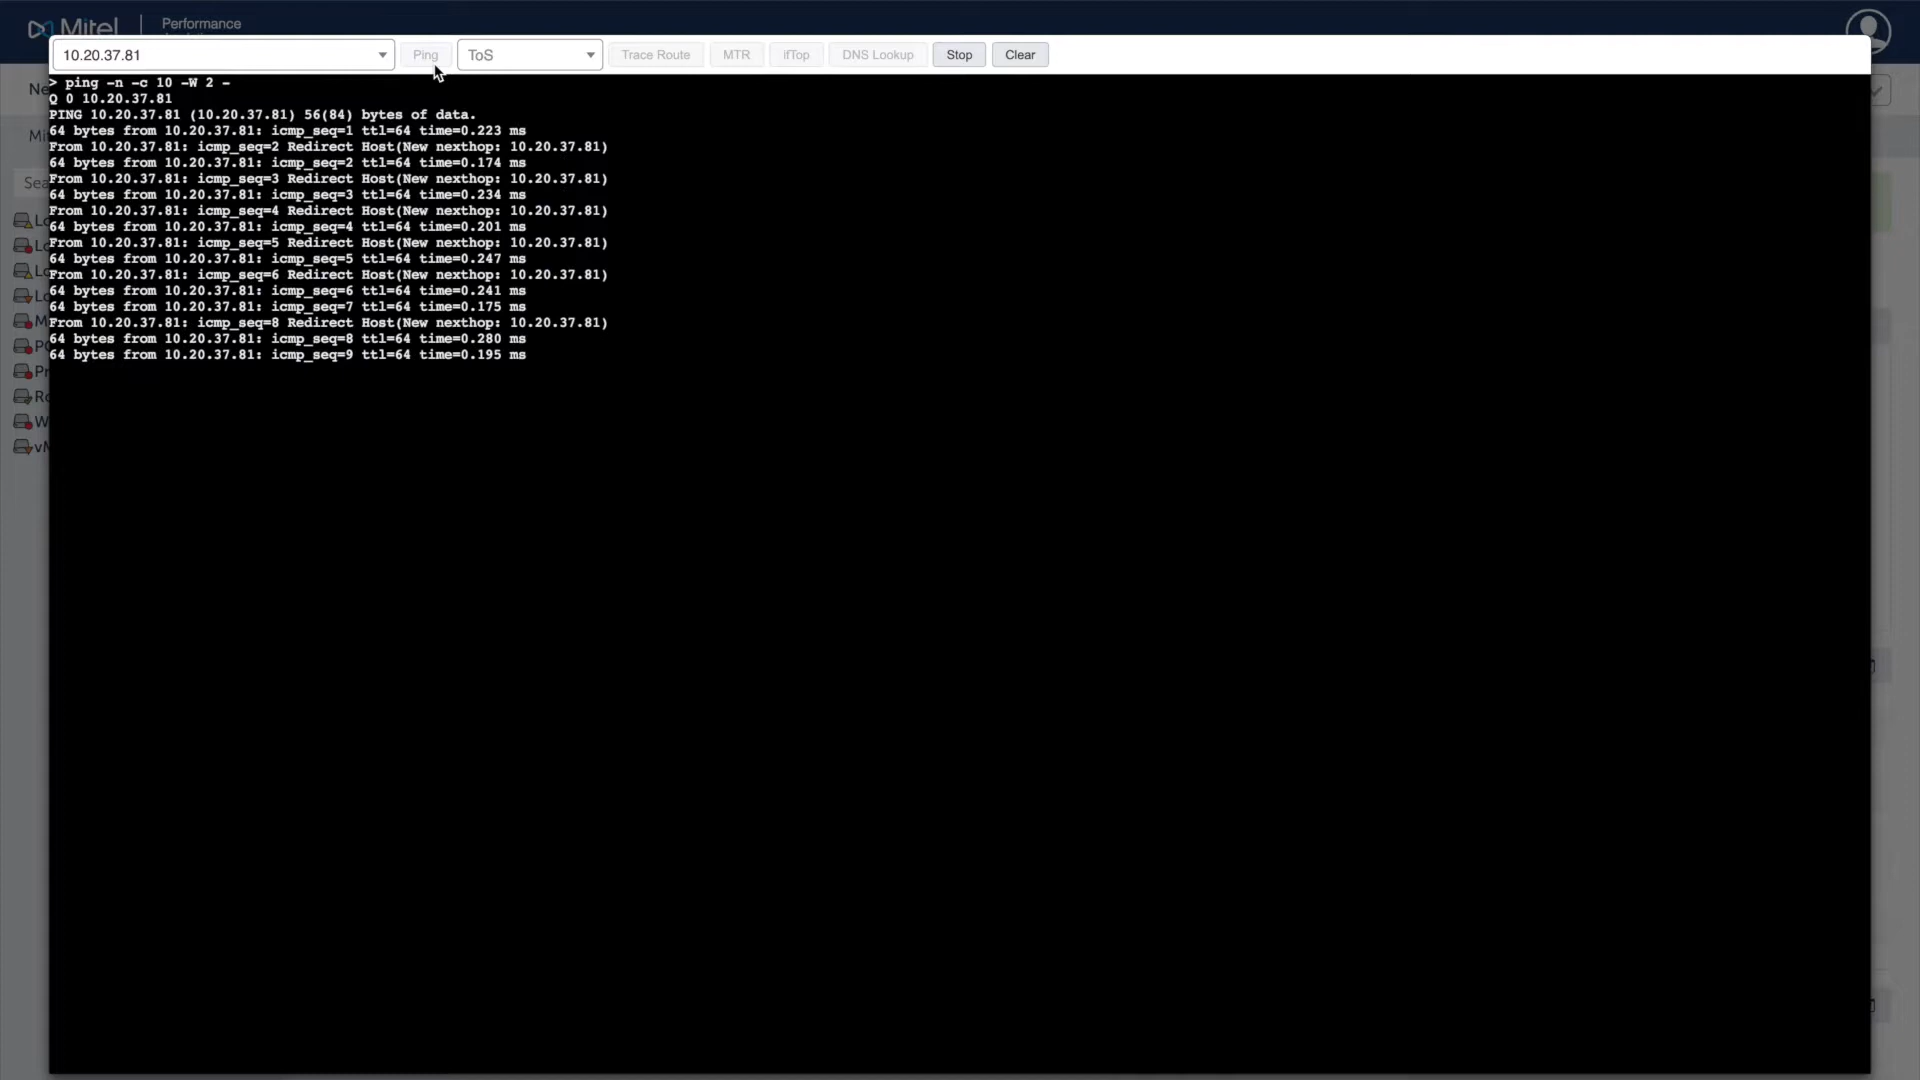 Mitel
Performance
10.20.37.81
Ping
ToS
Trace Route
MTR
ifTop
DNS Lookup
Stop
Clear
> ping -n -c 10 -W 2 -
Q 0 10.20.37.81
PING 10.20.37.81 (10.20.37.81) 56(84) bytes of data.
64 bytes from 10.20.37.81: icmp_seq=1 ttl=64 time=0.223 ms
From 10.20.37.81: icmp_seq=2 Redirect Host(New nexthop: 10.20.37.81)
64 bytes from 10.20.37.81: icmp_seq=2 ttl=64 time=0.174 ms
From 10.20.37.81: icmp_seq=3 Redirect Host(New nexthop: 10.20.37.81)
64 bytes from 10.20.37.81: icmp_seq=3 ttl=64 time=0.234 ms
From 10.20.37.81: icmp_seq=4 Redirect Host(New nexthop: 10.20.37.81)
64 bytes from 10.20.37.81: icmp_seq=4 ttl=64 time=0.201 ms
From 10.20.37.81: icmp_seq=5 Redirect Host(New nexthop: 10.20.37.81)
64 bytes from 10.20.37.81: icmp_seq=5 ttl=64 time=0.247 ms
From 10.20.37.81: icmp_seq=6 Redirect Host(New nexthop: 10.20.37.81)
64 bytes from 10.20.37.81: icmp_seq=6 ttl=64 time=0.241 ms
64 bytes from 10.20.37.81: icmp_seq=7 ttl=64 time=0.175 ms
From 10.20.37.81: icmp_seq=8 Redirect Host(New nexthop: 10.20.37.81)
64 bytes from 10.20.37.81: icmp_seq=8 ttl=64 time=0.280 ms
64 bytes from 10.20.37.81: icmp_seq=9 ttl=64 time=0.195 ms